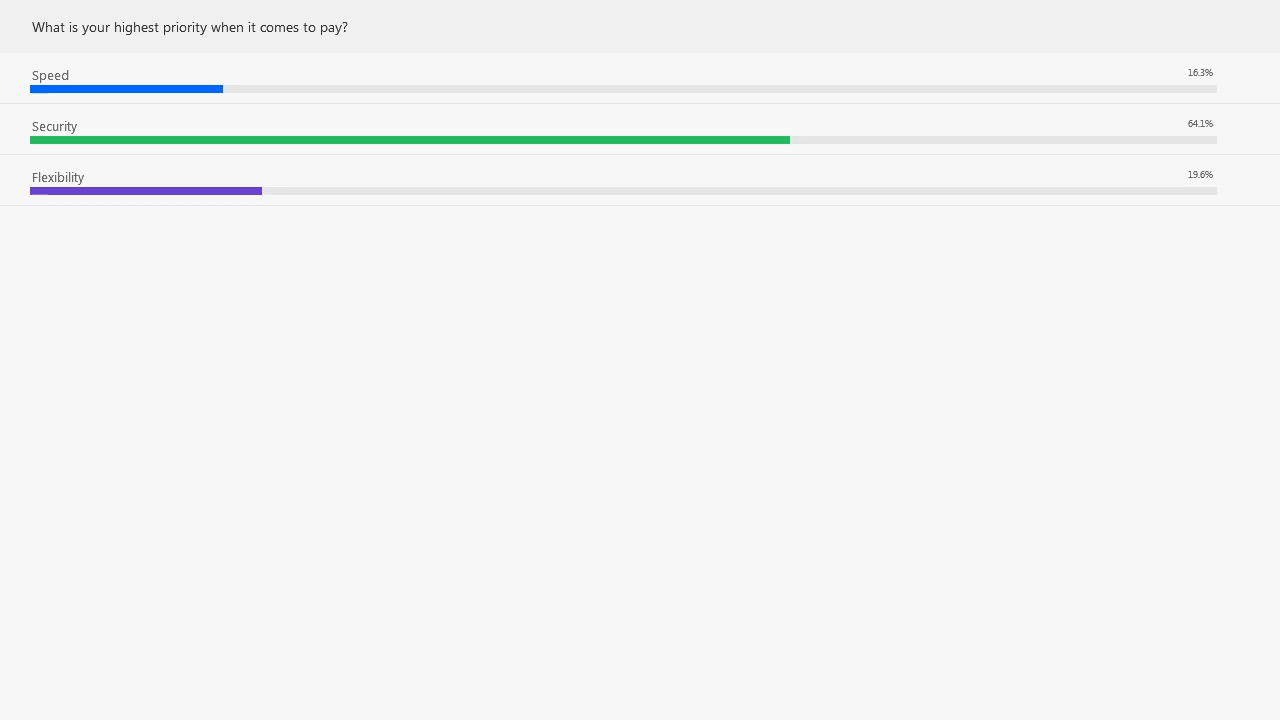 What is your highest priority when it comes to pay?
Speed
16.3%
Security
64.1%
Flexibility
19.6%